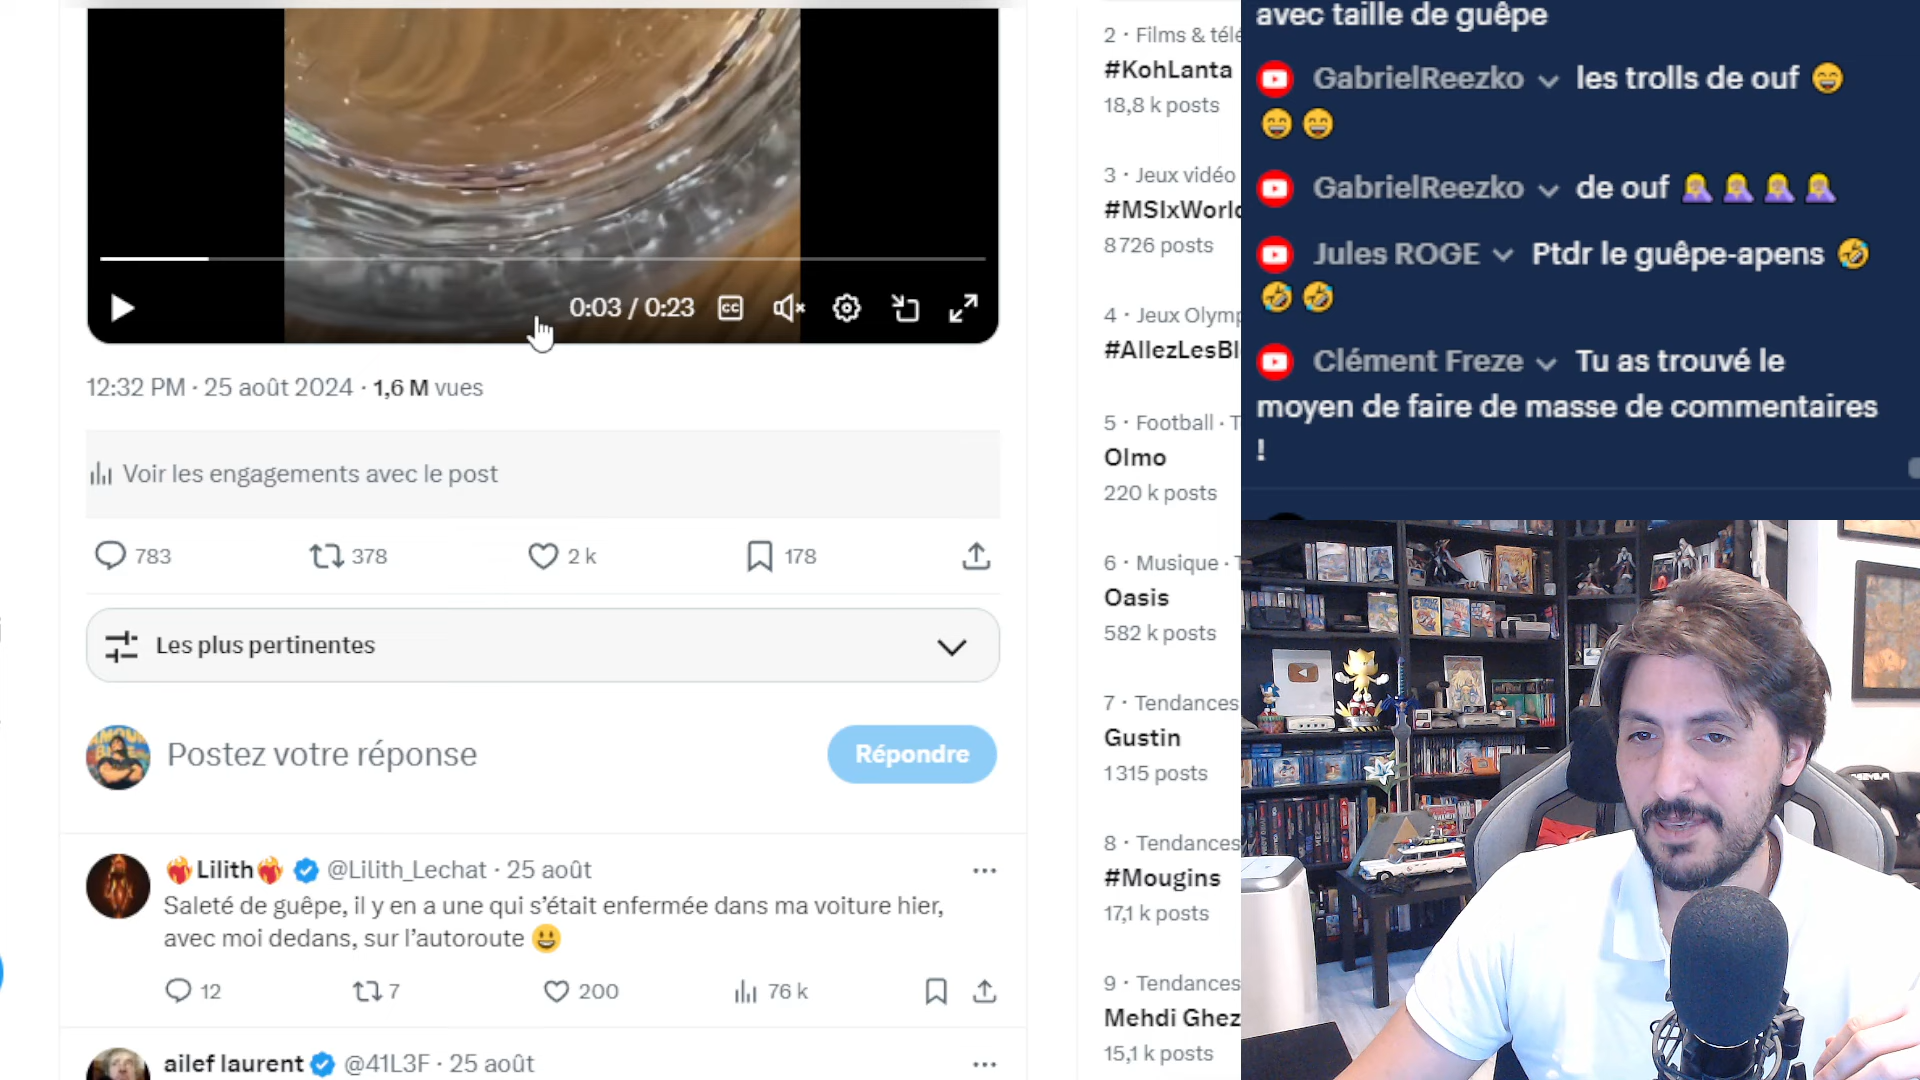 0:03 / 0:23
12:32 PM · 25 août 2024 · 1,6 M vues
Voir les engagements avec le post
783
378
2 k
178
Les plus pertinentes
Postez votre réponse
Répondre
Lilith @Lilith_Lechat · 25 août
Saleté de guêpe, il y en a une qui s'était enfermée dans ma voiture hier,
avec moi dedans, sur l'autoroute
12
7
200
76 k
ailef laurent @41L3F · 25 août
2 · Films & télé
#KohLanta
18,8 k posts
3 · Jeux vidéo
#MSIxWorld
8 726 posts
4 · Jeux Olymp
#AllezLesBl
5 · Football · T
Olmo
220 k posts
6 · Musique · T
Oasis
582 k posts
7 · Tendances
Gustin
1 315 posts
8 · Tendances
#Mougins
17,1 k posts
9 · Tendances
Mehdi Ghez
15,1 k posts
avec taille de guêpe
GabrielReezko les trolls de ouf
GabrielReezko de ouf
Jules ROGE Ptdr le guêpe-apens
Clément Freze Tu as trouvé le
moyen de faire de masse de commentaires
!